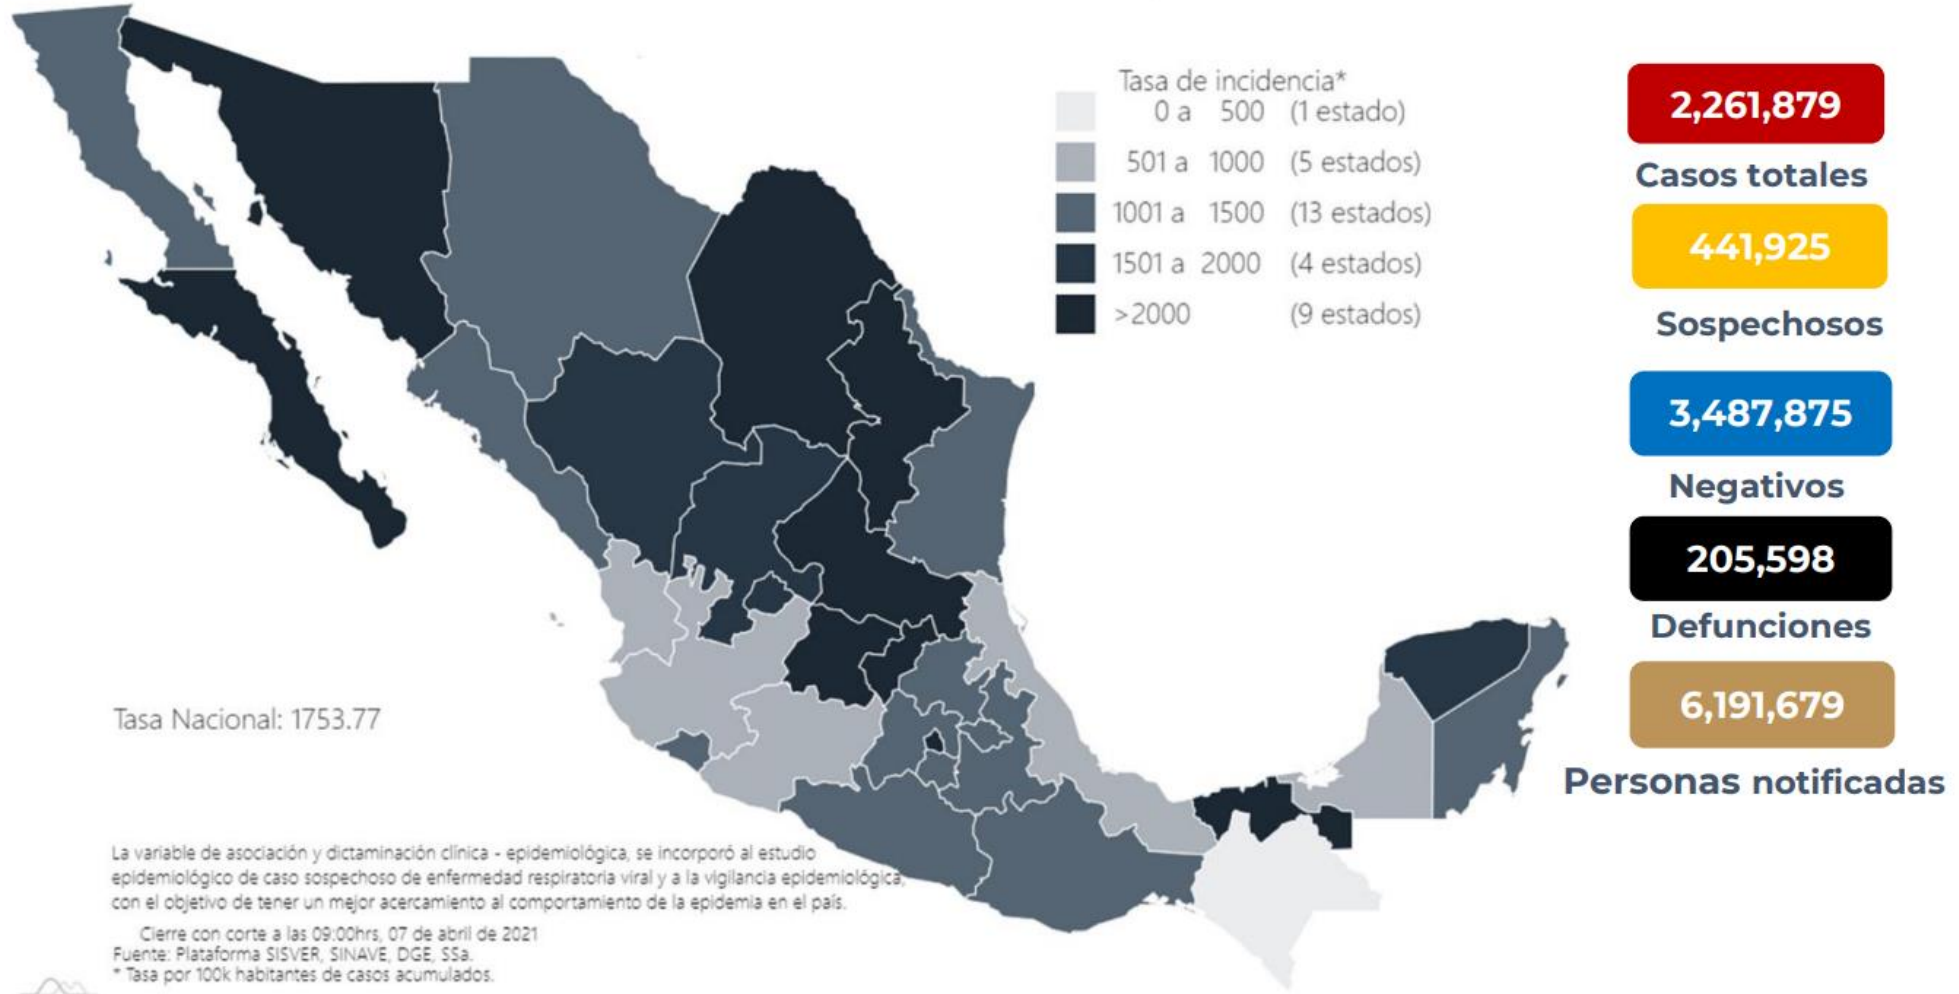 Tasa de incidencia*
0 a 500 (1 estado)
501 a 1000 (5 estados)
1001 a 1500 (13 estados)
1501 a 2000 (4 estados)
>2000 (9 estados)
2,261,879
Casos totales
441,925
Sospechosos
3,487,875
Negativos
205,598
Defunciones
6,191,679
Personas notificadas
Tasa Nacional: 1753.77
La variable de asociación y dictaminación clínica - epidemiológica, se incorporó al estudio
epidemiológico de caso sospechoso de enfermedad respiratoria viral y a la vigilancia epidemiológica,
con el objetivo de tener un mejor acercamiento al comportamiento de la epidemia en el país.
Cierre con corte a las 09:00hrs, 07 de abril de 2021
Fuente: Plataforma SISVER, SINAVE, DGE, SSa.
* Tasa por 100k habitantes de casos acumulados.